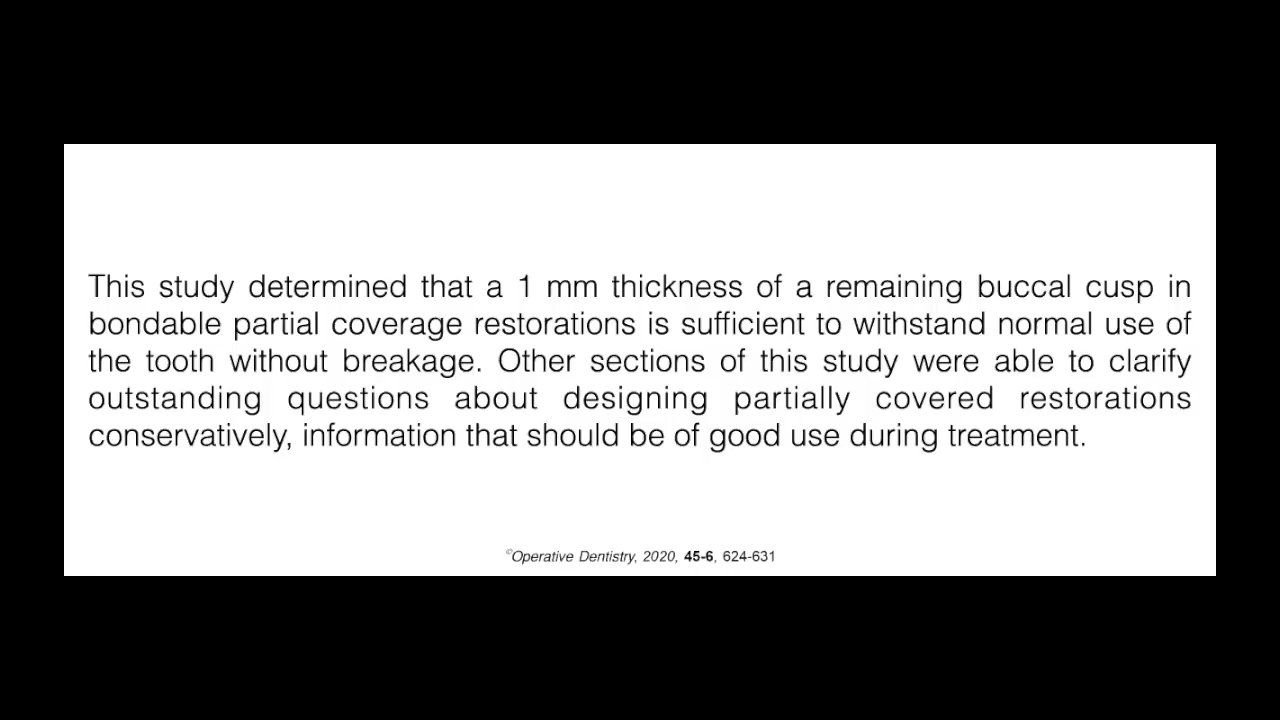 This study determined that a 1 mm thickness of a remaining buccal cusp in
bondable partial coverage restorations is sufficient to withstand normal use of
the tooth without breakage. Other sections of this study were able to clarify
outstanding questions about designing partially covered restorations
conservatively, information that should be of good use during treatment.
©Operative Dentistry, 2020, 45-6, 624-631